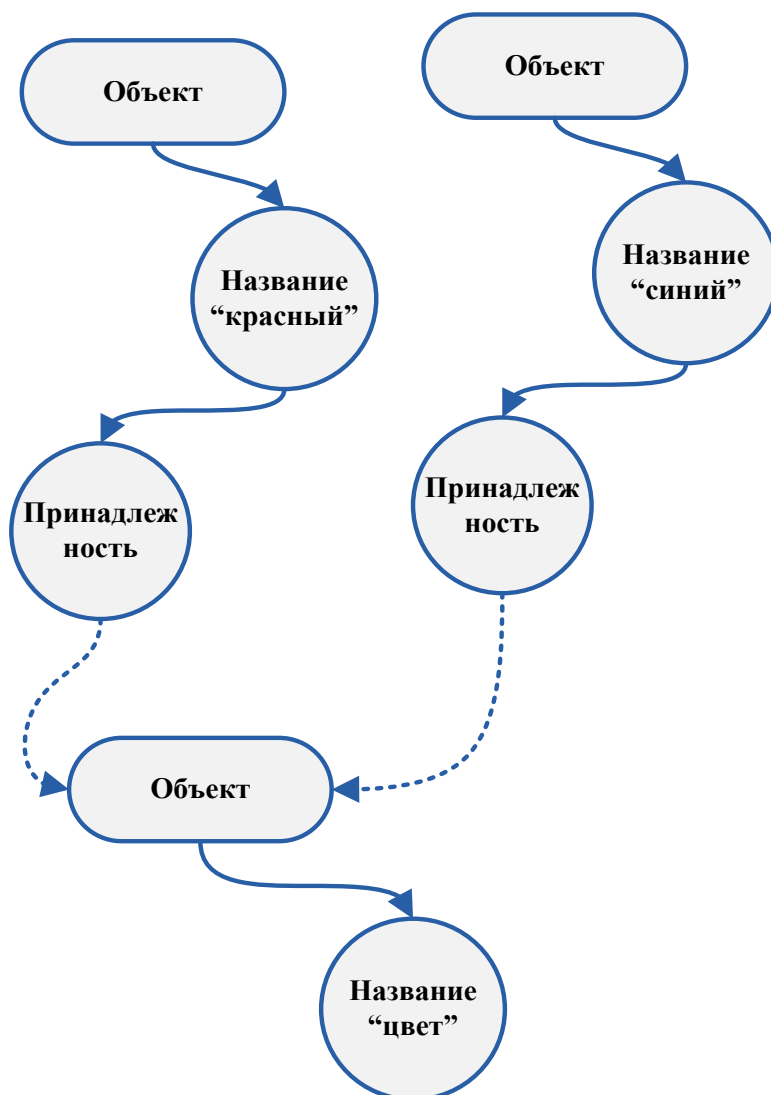 Объект
Объект
Название
“красный”
Название
“синий”
Принадлеж
ность
Принадлеж
ность
Объект
Название
“цвет”